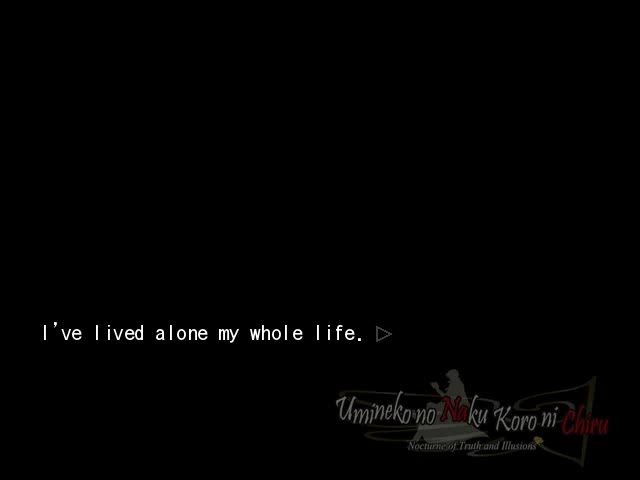 I've lived alone my whole life.
Umineko no Naku Koro ni Chiru
Nocturne of Truth and Illusions